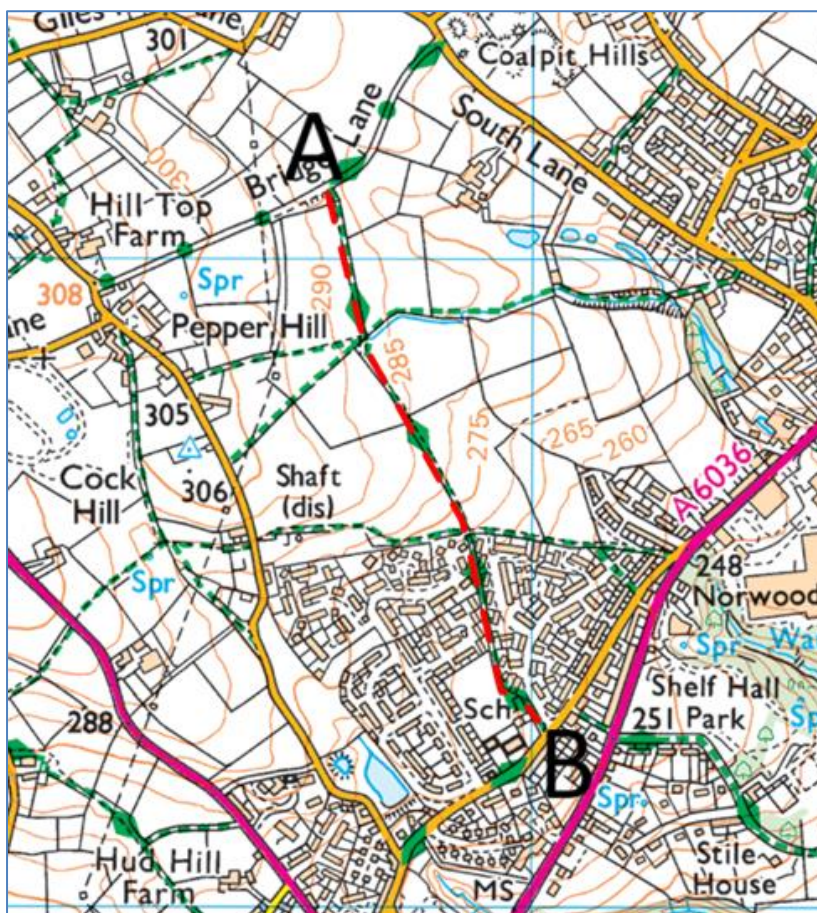 301
Coalpit Hills
A
Lane
South Lane
300
Hill Top
Farm
290
Spr
308
Pepper Hill
285
305
275
265
260
A 6036
306
Shaft
(dis)
Cock
Hill
Spr
248
Norwood
Spr
Sch
Shelf Hall
251 Park
288
B
Spr
Hud Hill
Farm
MS
Stile
House